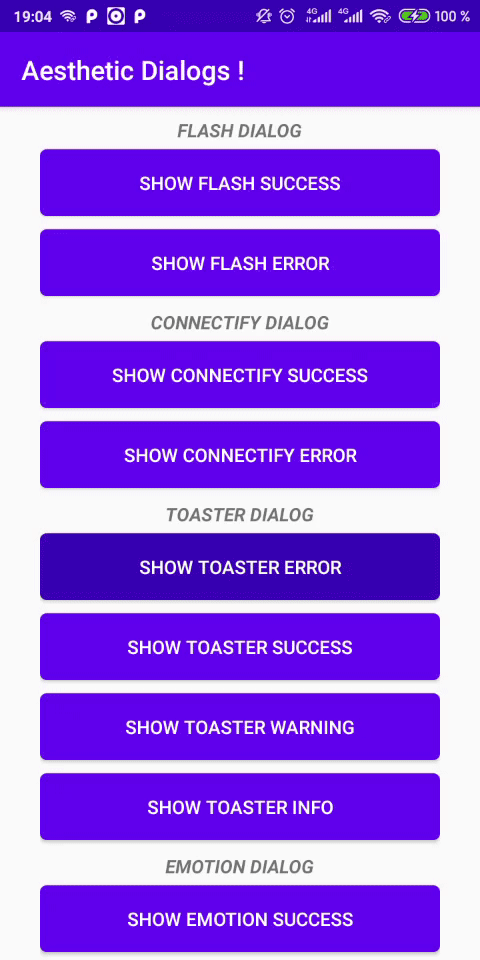 19:04
4G
4G
100 %
Aesthetic Dialogs !
FLASH DIALOG
SHOW FLASH SUCCESS
SHOW FLASH ERROR
CONNECTIFY DIALOG
SHOW CONNECTIFY SUCCESS
SHOW CONNECTIFY ERROR
TOASTER DIALOG
SHOW TOASTER ERROR
SHOW TOASTER SUCCESS
SHOW TOASTER WARNING
SHOW TOASTER INFO
EMOTION DIALOG
SHOW EMOTION SUCCESS